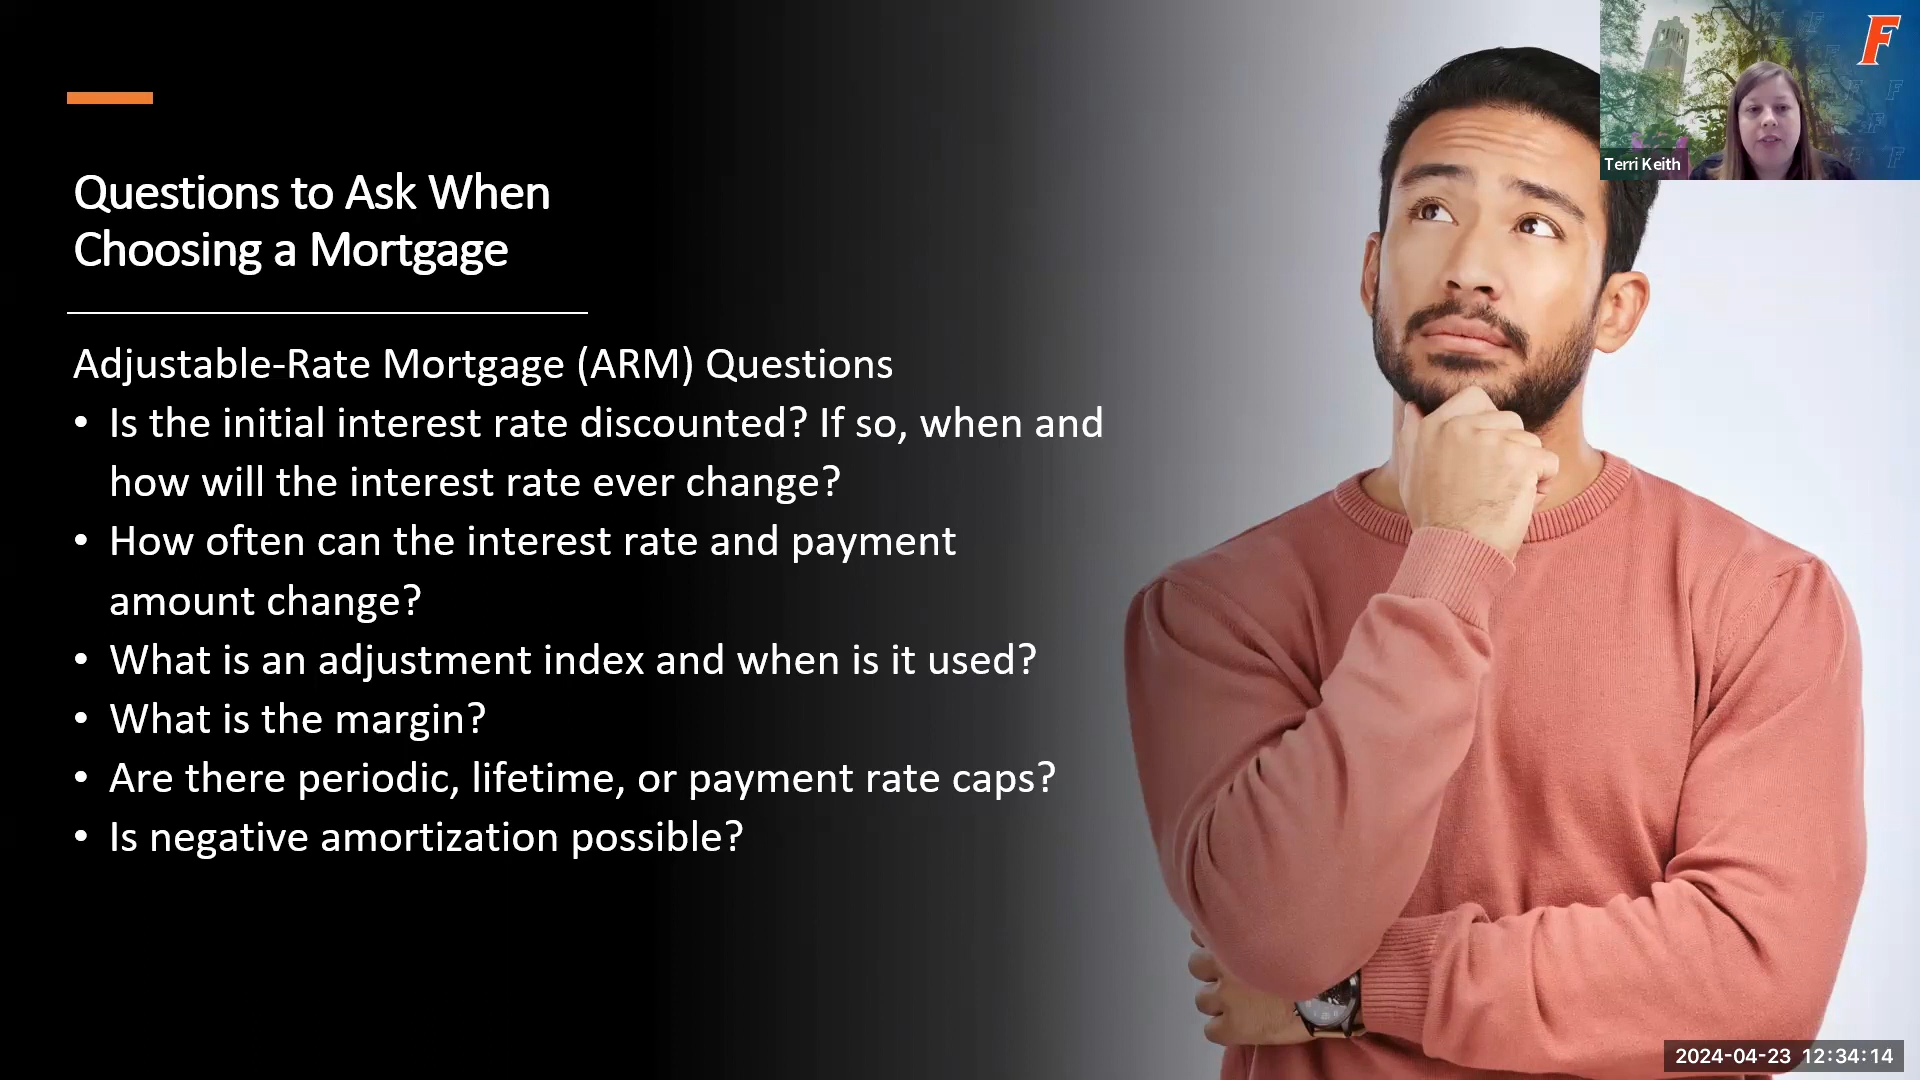 Questions to Ask When
Choosing a Mortgage
Adjustable-Rate Mortgage (ARM) Questions
• Is the initial interest rate discounted? If so, when and
how will the interest rate ever change?
• How often can the interest rate and payment
amount change?
• What is an adjustment index and when is it used?
• What is the margin?
• Are there periodic, lifetime, or payment rate caps?
• Is negative amortization possible?
F
Terri Keith
2024-04-23 12:34:14